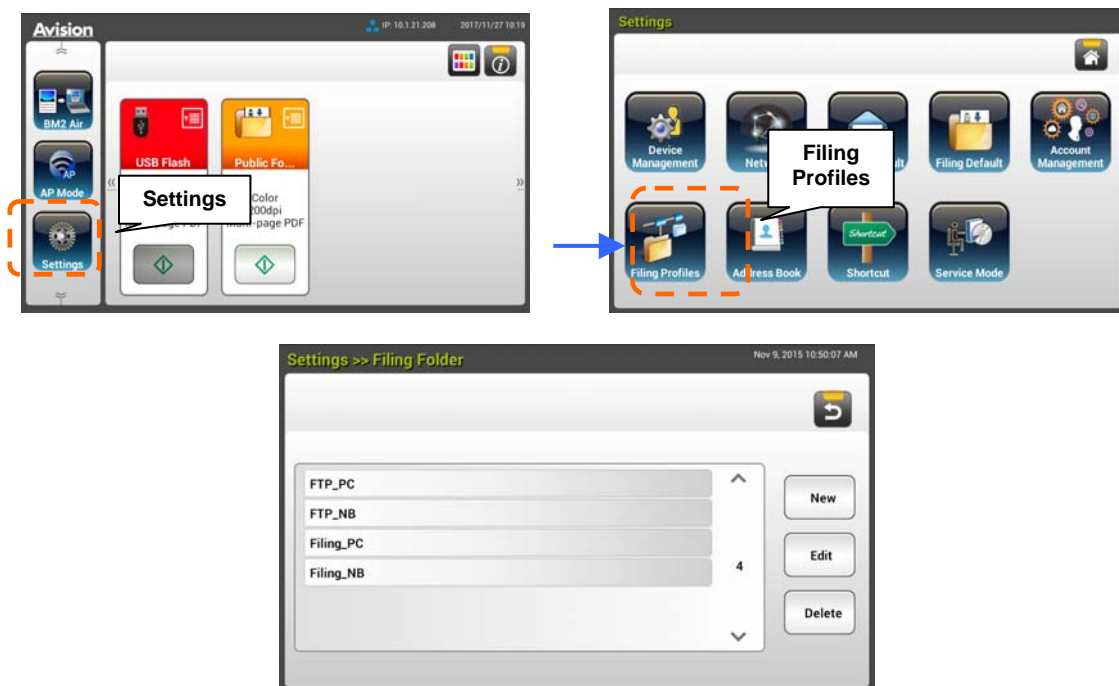 Avision
IP: 10.1.21.208 2017/11/27 10:19
BM2 Air
AP
AP Mode
Settings
USB Flash
Public Fo...
Color
200dpi
-page PDF
Settings
Settings
Device
Management
Filing Default
Account
Management
Filing
Profiles
Filing Profiles
Address Book
Shortcut
Shortcut
Service Mode
Settings >> Filing Folder
Nov 9, 2015 10:50:07 AM
FTP_PC
FTP_NB
Filing_PC
Filing_NB
4
New
Edit
Delete